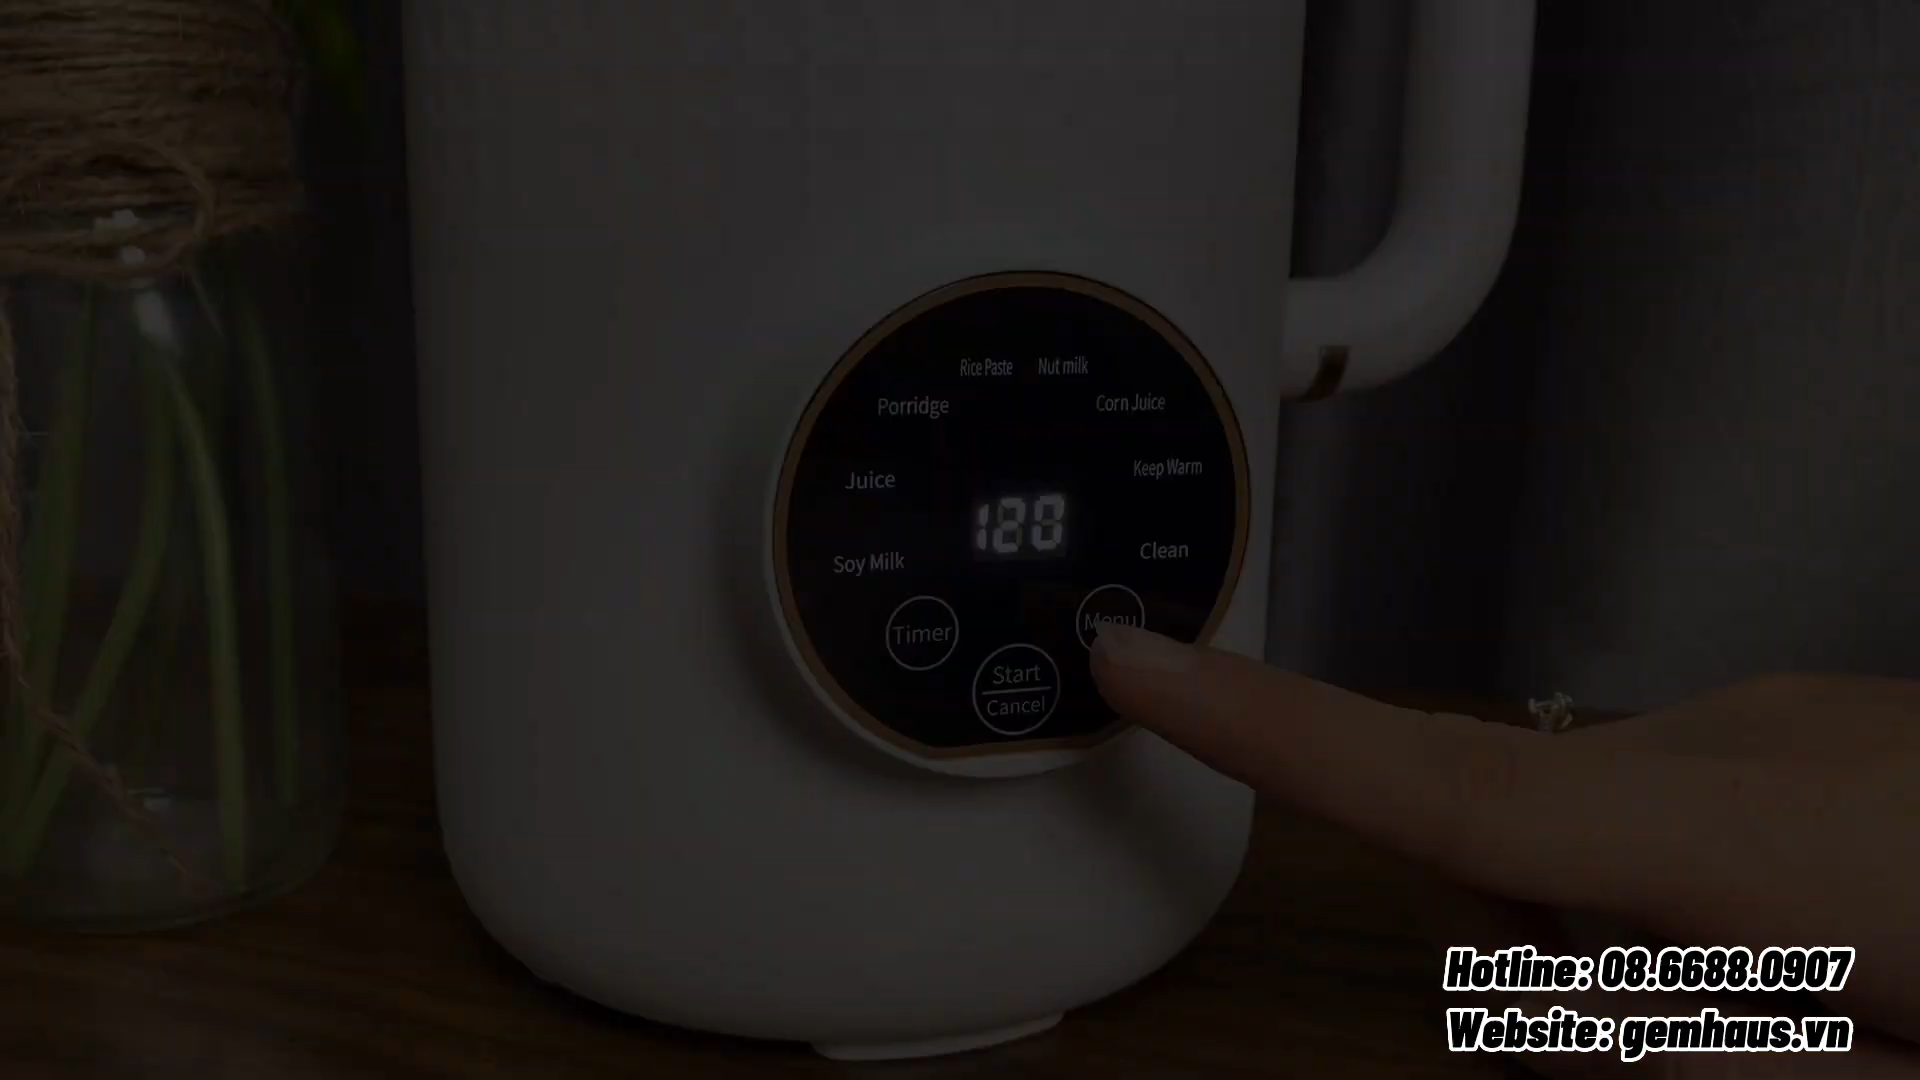 Rice Paste
Nut milk
Porridge
Corn Juice
Juice
Keep Warm
180
Soy Milk
Clean
Timer
Menu
Start
Cancel
Hotline: 08.6688.0907
Website: gemhaus.vn